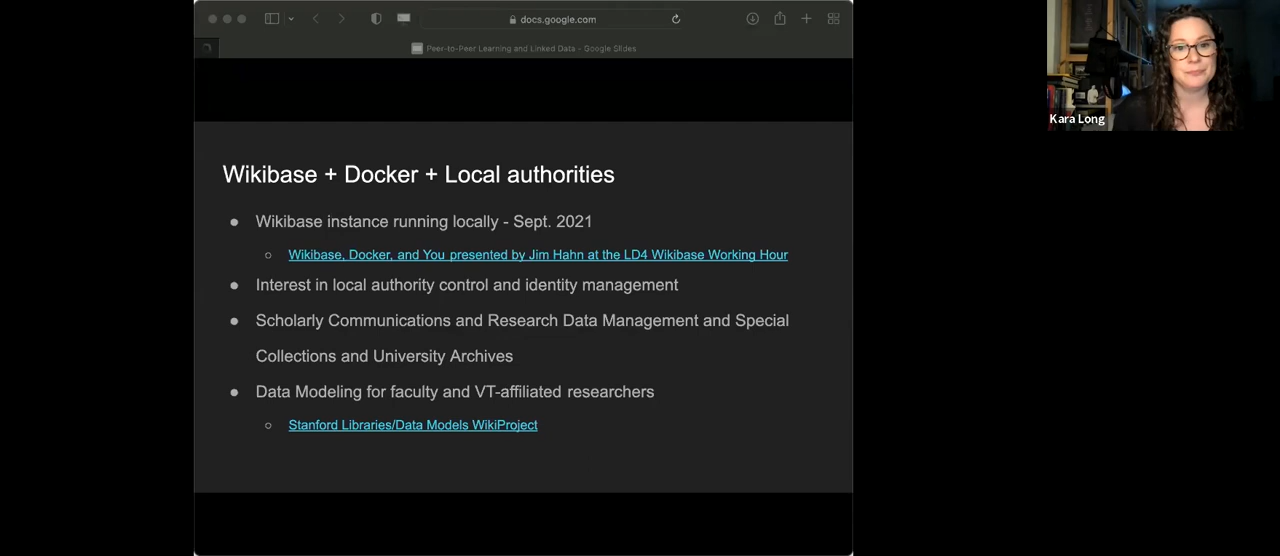 docs.google.com
Peer-to-Peer Learning and Linked Data - Google Slides
Kara Long
Wikibase + Docker + Local authorities
● Wikibase instance running locally - Sept. 2021
○ Wikibase, Docker, and You presented by Jim Hahn at the LD4 Wikibase Working Hour
● Interest in local authority control and identity management
● Scholarly Communications and Research Data Management and Special
Collections and University Archives
● Data Modeling for faculty and VT-affiliated researchers
○ Stanford Libraries/Data Models WikiProject